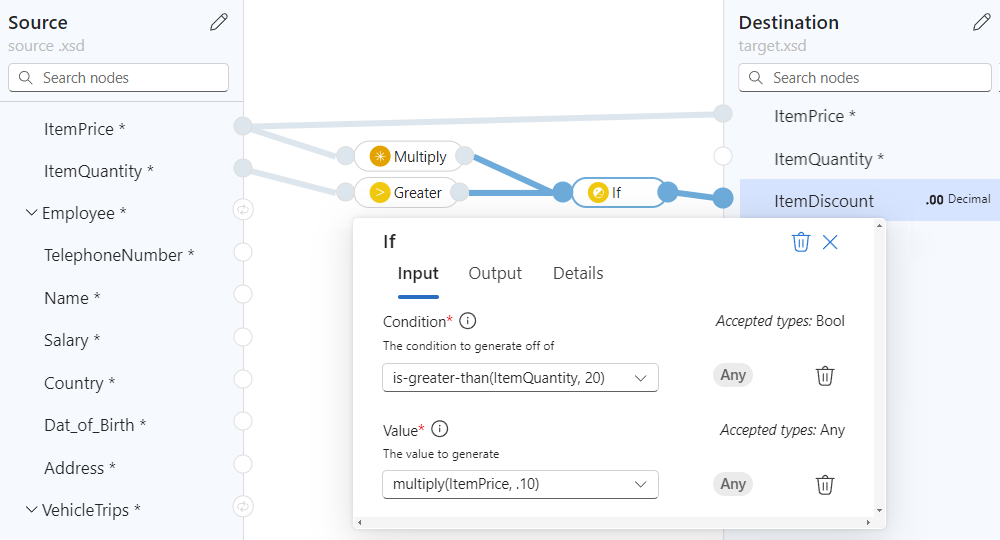 Source
source .xsd
Search nodes
ItemPrice *
ItemQuantity *
Employee *
TelephoneNumber *
Name *
Salary *
Country *
Dat_of_Birth *
Address *
VehicleTrips *
Multiply
> Greater
If
Destination
target.xsd
Search nodes
ItemPrice *
ItemQuantity *
ItemDiscount .00 Decimal
If
Input Output Details
Condition* Accepted types: Bool
The condition to generate off of
is-greater-than(ItemQuantity, 20) Any
Value* Accepted types: Any
The value to generate
multiply(ItemPrice, .10) Any